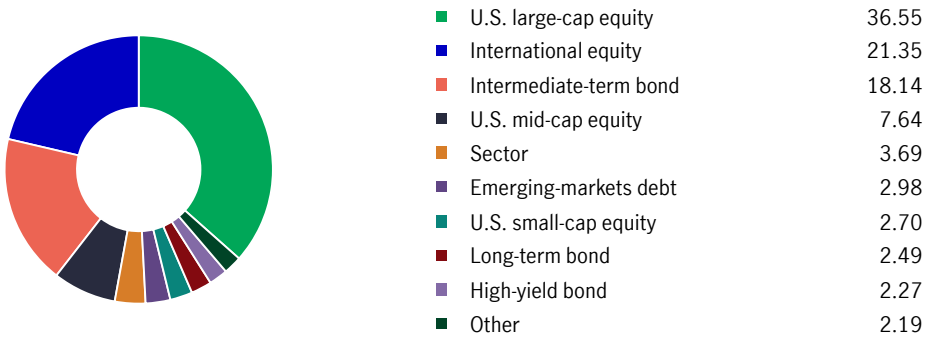 U.S. large-cap equity 36.55
International equity 21.35
Intermediate-term bond 18.14
U.S. mid-cap equity 7.64
Sector 3.69
Emerging-markets debt 2.98
U.S. small-cap equity 2.70
Long-term bond 2.49
High-yield bond 2.27
Other 2.19